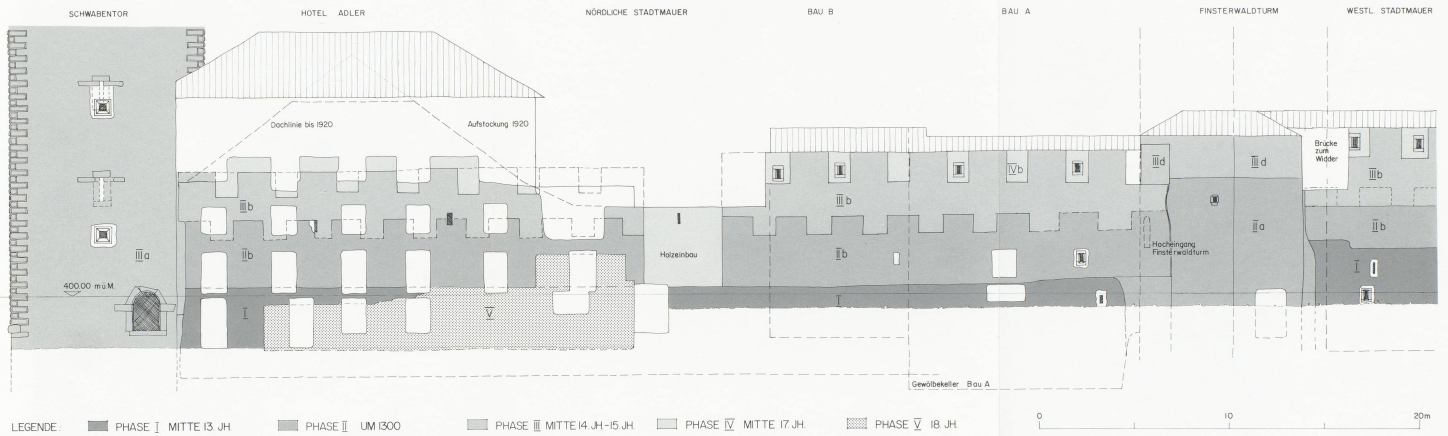 SCHWABENTOR HOTEL ADLER NÖRDLICHE STADTMAUER BAU B BAU A FINSTERWALDTURM WESTL. STADTMAUER
Dachlinie bis 1920
Aufstockung 1920
Brücke
zum
Widder
III d
III d
IV b
III b
III b
III b
III a
II b
Holzeinbau
II b
Hocheingang
Finsterwaldturm
III a
II b
I
400.00 m ü.M.
I
V
I
Gewölbekeller Bau A
LEGENDE: PHASE I MITTE 13. JH. PHASE II UM 1300 PHASE III MITTE 14. JH.-15. JH. PHASE IV MITTE 17. JH. PHASE V 18. JH.
0 10 20m